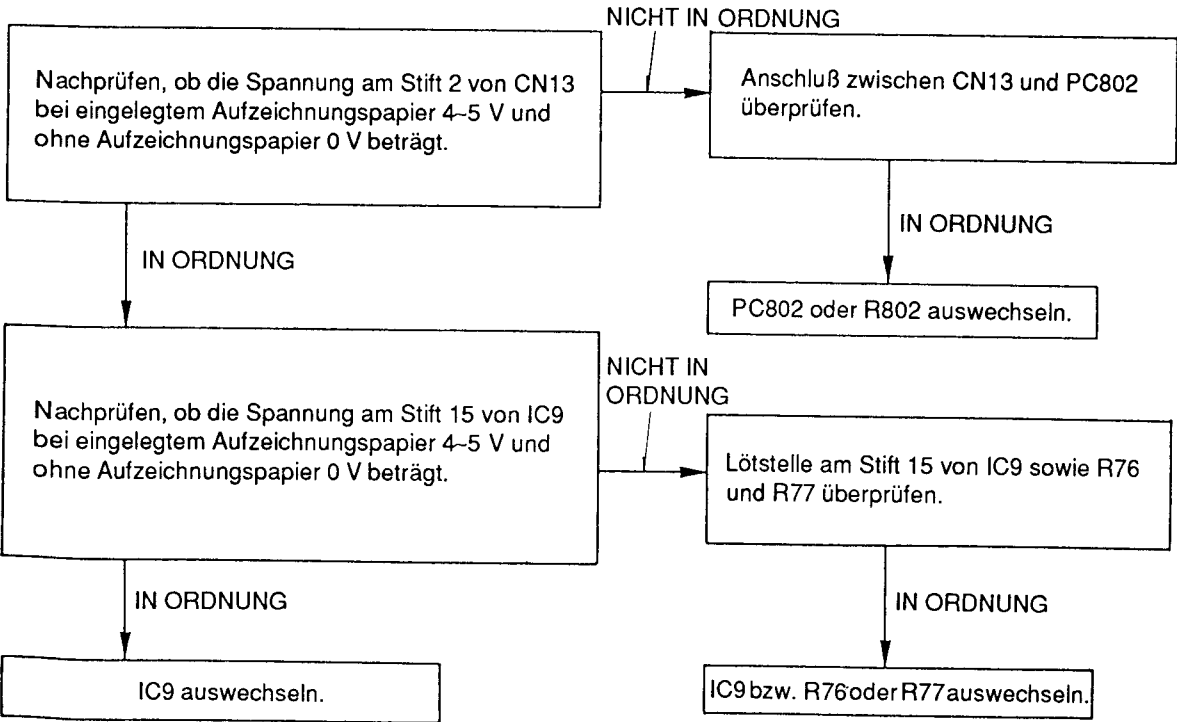 NICHT IN ORDNUNG
Nachprüfen, ob die Spannung am Stift 2 von CN13
bei eingelegtem Aufzeichnungspapier 4~5 V und
ohne Aufzeichnungspapier 0 V beträgt.
Anschluß zwischen CN13 und PC802
überprüfen.
IN ORDNUNG
IN ORDNUNG
PC802 oder R802 auswechseln.
NICHT IN
ORDNUNG
Nachprüfen, ob die Spannung am Stift 15 von IC9
bei eingelegtem Aufzeichnungspapier 4~5 V und
ohne Aufzeichnungspapier 0 V beträgt.
Lötstelle am Stift 15 von IC9 sowie R76
und R77 überprüfen.
IN ORDNUNG
IN ORDNUNG
IC9 auswechseln.
IC9 bzw. R76 oder R77 auswechseln.